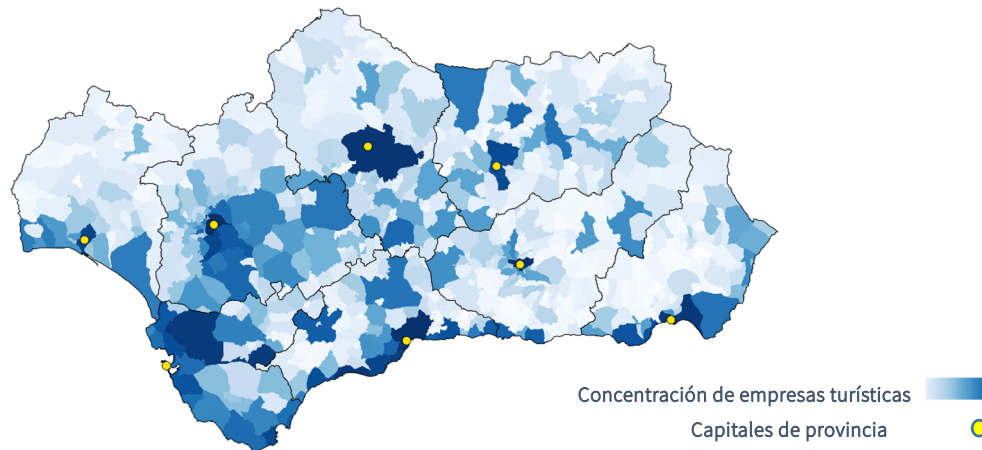 Concentración de empresas turísticas
Capitales de provincia